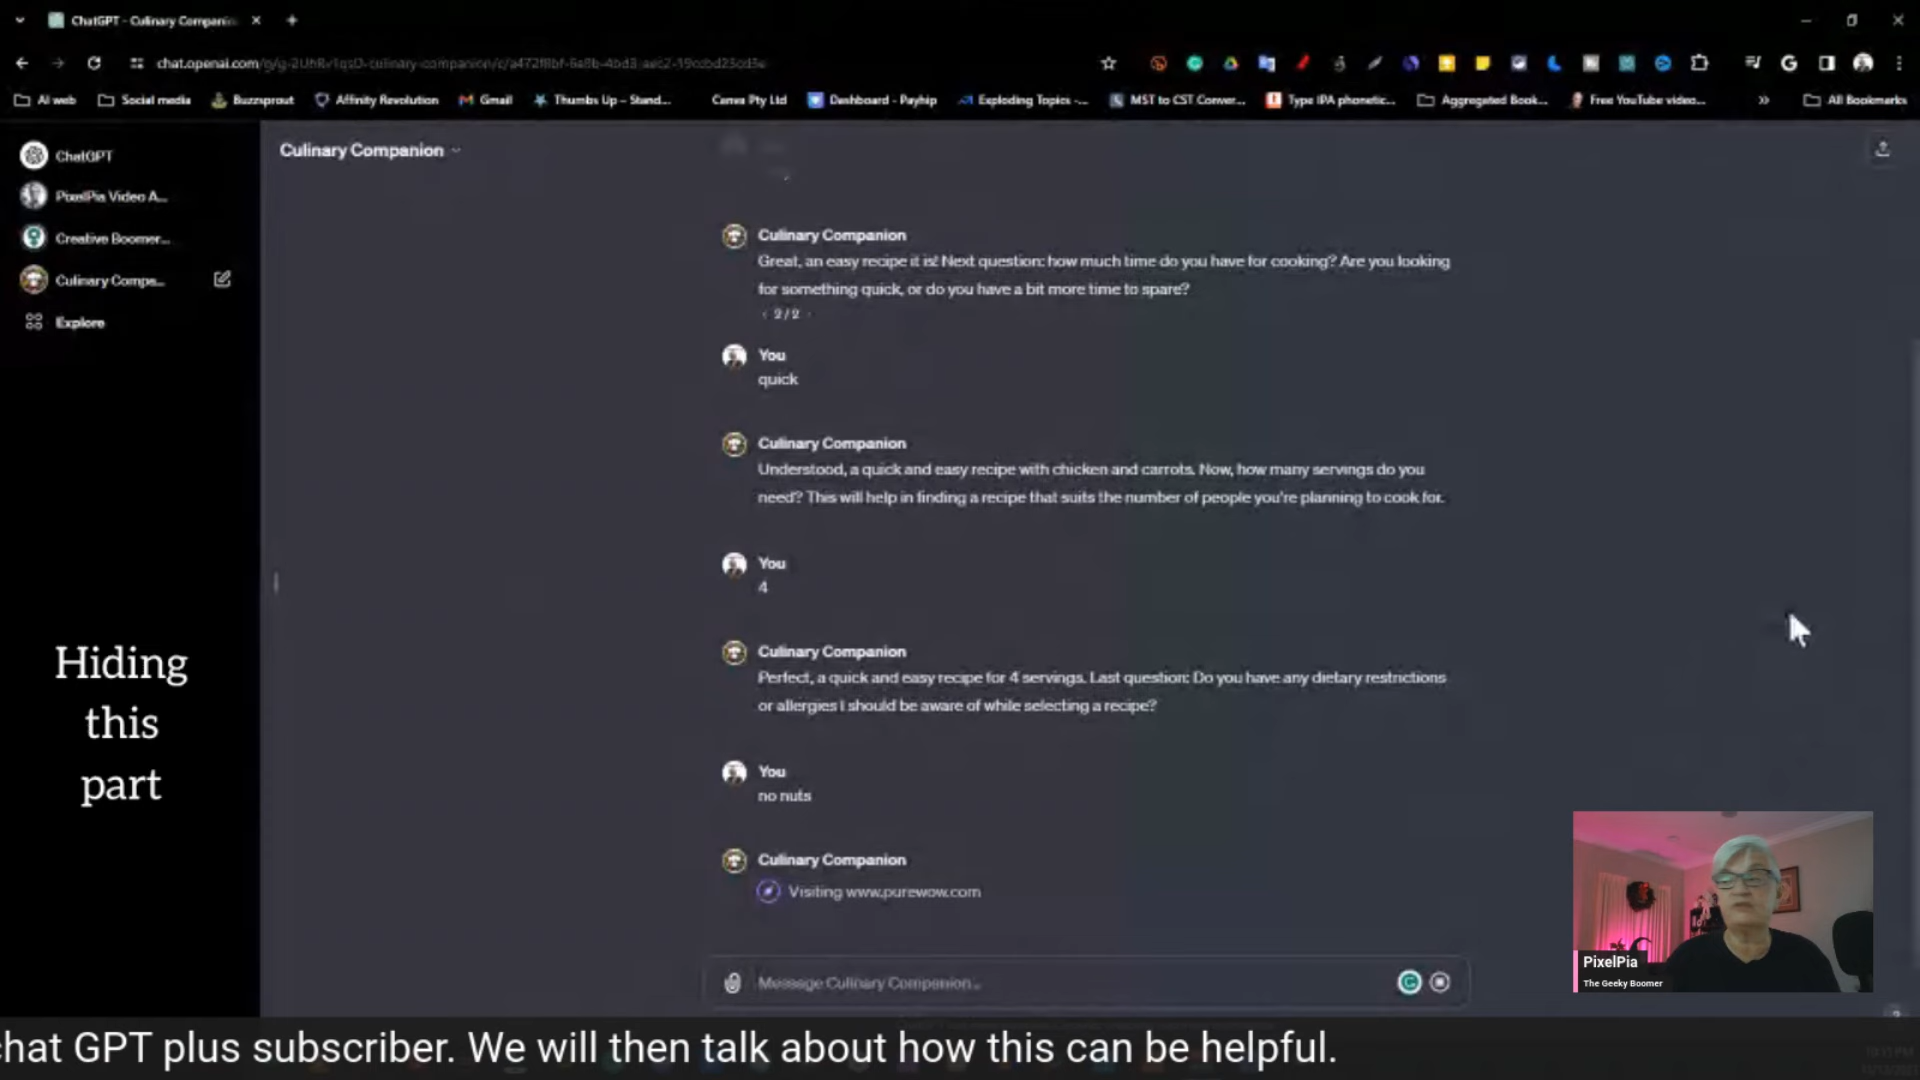 ChatGPT - Culinary Compani
chat.openai.com
AI web
Social media
Buzzsprout
Affinity Revolution
Gmail
Thumbs Up – Stand...
Canva Pty Ltd
Dashboard - Payhip
Exploding Topics -...
MST to CST Conver...
Type IPA phonetic...
Aggregated Book...
Free YouTube video...
All Bookmarks
ChatGPT
PixelPia Video A...
Creative Boomer...
Culinary Compa...
Explore
Hiding
this
part
Culinary Companion
Culinary Companion
Great, an easy recipe it is! Next question: how much time do you have for cooking? Are you looking
for something quick, or do you have a bit more time to spare?
2/2
You
quick
Culinary Companion
Understood, a quick and easy recipe with chicken and carrots. Now, how many servings do you
need? This will help in finding a recipe that suits the number of people you're planning to cook for.
You
4
Culinary Companion
Perfect, a quick and easy recipe for 4 servings. Last question: Do you have any dietary restrictions
or allergies I should be aware of while selecting a recipe?
You
no nuts
Culinary Companion
Visiting www.purewow.com
Message Culinary Companion...
PixelPia
The Geeky Boomer
chat GPT plus subscriber. We will then talk about how this can be helpful.